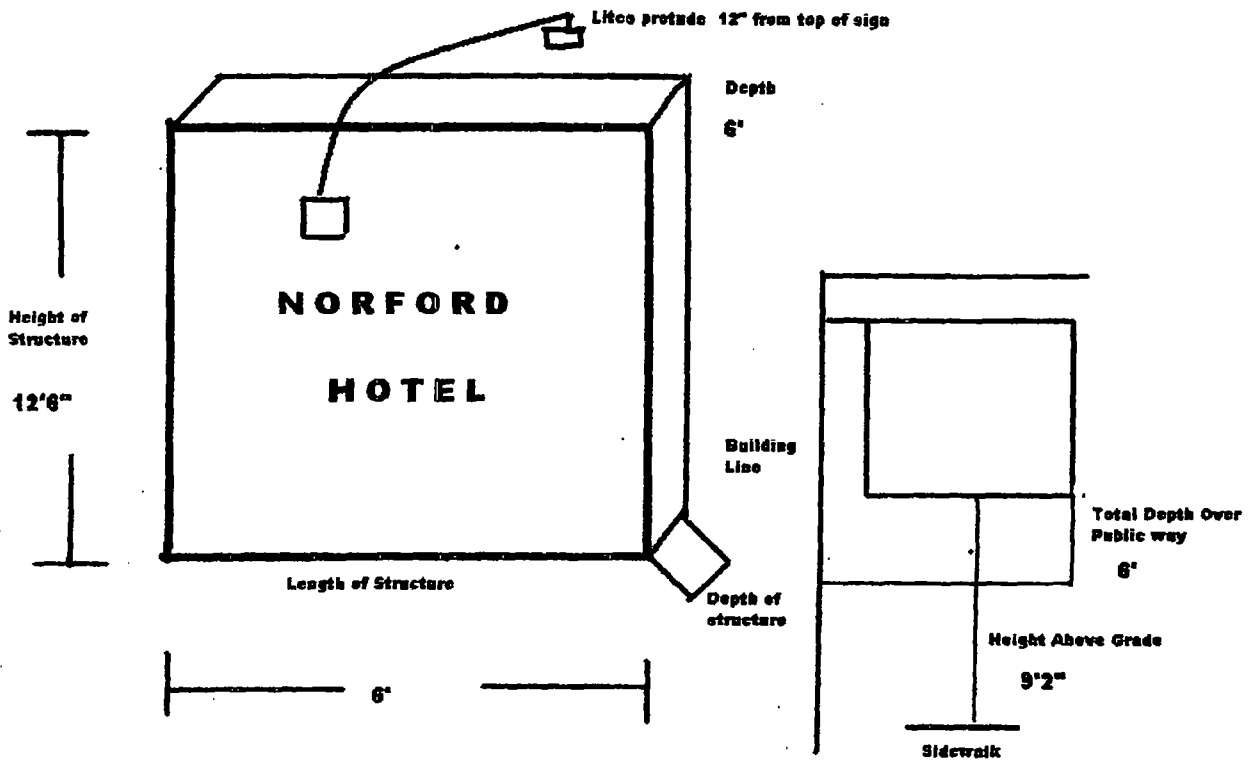 Lites protude 12" from top of sign
Depth
6'
NORFORD
HOTEL
Height of
Structure
12'6"
Building
Line
Total Depth Over
Public way
6'
Length of Structure
Depth of
structure
Height Above Grade
9'2"
6'
Sidewalk